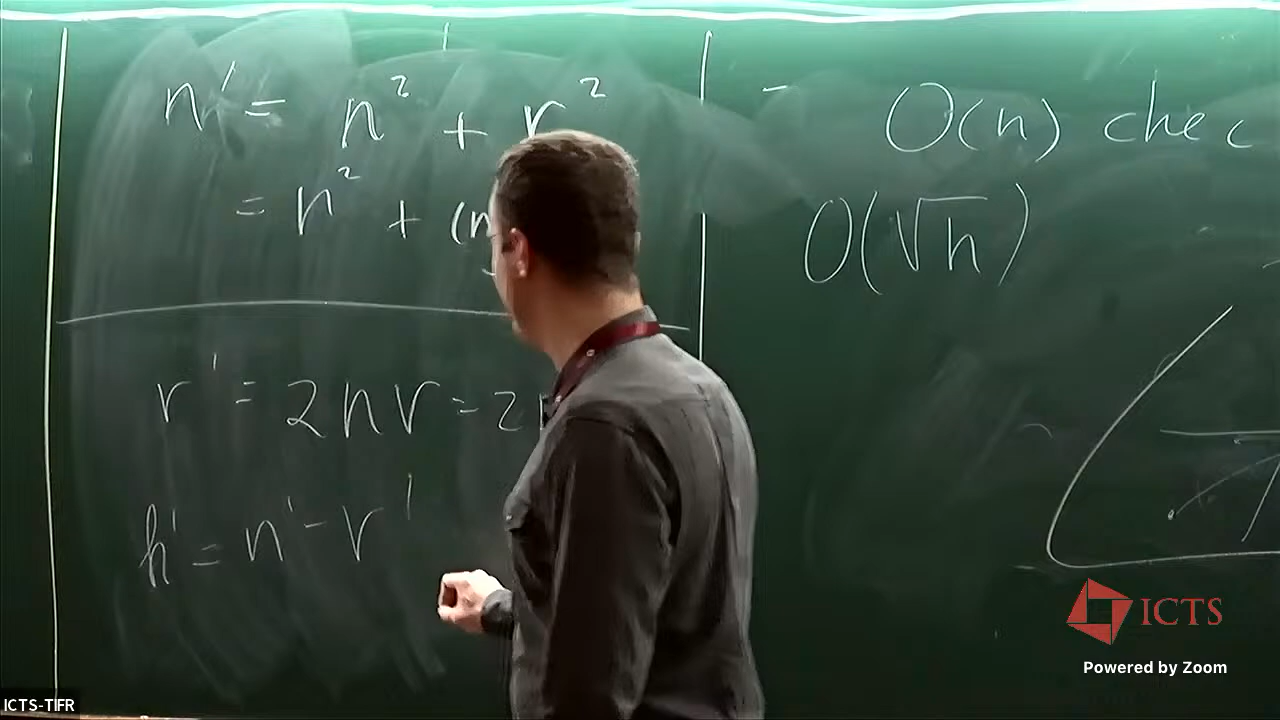 n' = n² + r²
= n² + (n
r' = 2nr = 2
h' = n' - r'
- O(n) chec
O(√n)
ICTS
Powered by Zoom
ICTS-TIFR